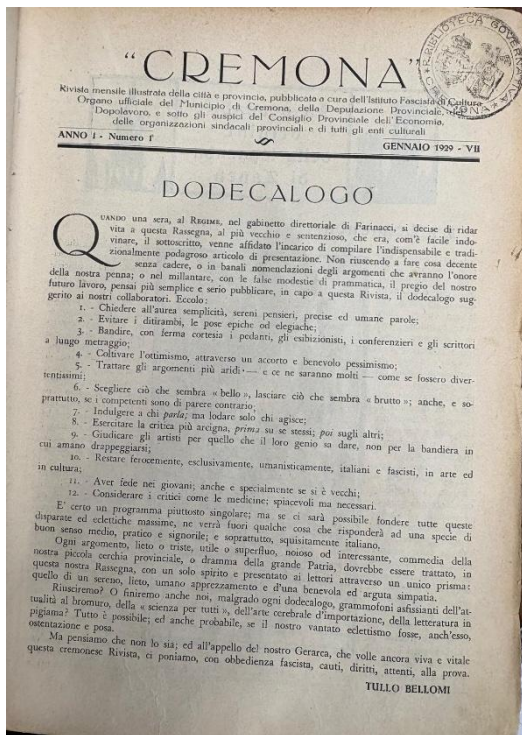 “CREMONA”
Rivista mensile illustrata della città e provincia, pubblicata a cura dell'Istituto Fascista di Cultura
Organo ufficiale del Municipio di Cremona, della Deputazione Provinciale, del
Dopolavoro, e sotto gli auspici del Consiglio Provinciale dell'Economia,
delle organizzazioni sindacali provinciali e di tutti gli enti culturali
ANNO I - Numero 1
GENNAIO 1929 - VII
DODECALOGO
QUANDO una sera, al REGIME, nel gabinetto direttoriale di Farinacci, si decise di ridar
vita a questa Rassegna, al più vecchio e sentenzioso, che era, com'è facile indo-
vinare, il sottoscritto, venne affidato l'incarico di compilare l'indispensabile e tradi-
zionalmente podagroso articolo di presentazione. Non riuscendo a fare cosa decente
senza cadere, o in banali nomenclazioni degli argomenti che avranno l'onore
della nostra penna; o nel millantare, con le false modestie di prammatica, il pregio del nostro
futuro lavoro, pensai più semplice e serio pubblicare, in capo a questa Rivista, il dodecalogo sug-
gerito ai nostri collaboratori. Eccolo:
1. - Chiedere all'aurea semplicità, sereni pensieri, precise ed umane parole;
2. - Evitare i ditirambi, le pose epiche od elegiache;
3. - Bandire, con ferma cortesia i pedanti, gli esibizionisti, i conferenzieri e gli scrittori
a lungo metraggio;
4. - Coltivare l'ottimismo, attraverso un accorto e benevolo pessimismo;
5. - Trattare gli argomenti più aridi — e ce ne saranno molti — come se fossero diver-
tentissimi;
6. - Scegliere ciò che sembra « bello », lasciare ciò che sembra « brutto »; anche, e so-
prattutto, se i competenti sono di parere contrario;
7. - Indulgere a chi parla; ma lodare solo chi agisce;
8. - Esercitare la critica più arcigna, prima su se stessi; poi sugli altri;
9. - Giudicare gli artisti per quello che il loro genio sa dare, non per la bandiera in
cui amano drappeggiarsi;
10. - Restare ferocemente, esclusivamente, umanisticamente, italiani e fascisti, in arte ed
in cultura;
11. - Aver fede nei giovani; anche e specialmente se si è vecchi;
12. - Considerare i critici come le medicine; spiacevoli ma necessari.
E' certo un programma piuttosto singolare; ma se ci sarà possibile fondere tutte queste
disparate ed eclettiche massime, ne verrà fuori qualche cosa che risponderà ad una specie di
buon senso medio, pratico e signorile; e soprattutto, squisitamente italiano.
Ogni argomento, lieto o triste, utile o superfluo, noioso od interessante, commedia della
nostra piccola cerchia provinciale, o dramma della grande Patria, dovrebbe essere trattato, in
questa nostra Rassegna, con un solo spirito e presentato ai lettori attraverso un unico prisma:
quello di un sereno, lieto, umano apprezzamento e d'una benevola ed arguta simpatia.
Riusciremo? O finiremo anche noi, malgrado ogni dodecalogo, grammofoni asfissianti dell'at-
tualità al bromuro, della « scienza per tutti », dell'arte cerebrale d'importazione, della letteratura in
pigiama? Tutto è possibile; ed anche probabile, se il nostro vantato eclettismo fosse, anch'esso,
ostentazione e posa.
Ma pensiamo che non lo sia; ed all'appello del nostro Gerarca, che volle ancora viva e vitale
questa cremonese Rivista, ci poniamo, con obbedienza fascista, cauti, diritti, attenti, alla prova.
TULLO BELLOMI